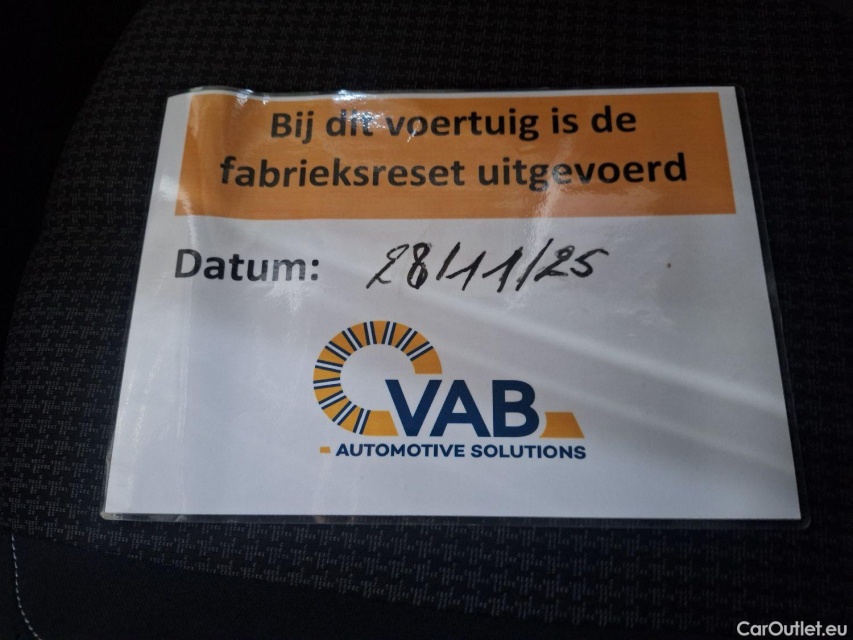 Bij dit voertuig is de
fabrieksreset uitgevoerd
Datum: 28/11/25
VAB
AUTOMOTIVE SOLUTIONS
CarOutlet.eu